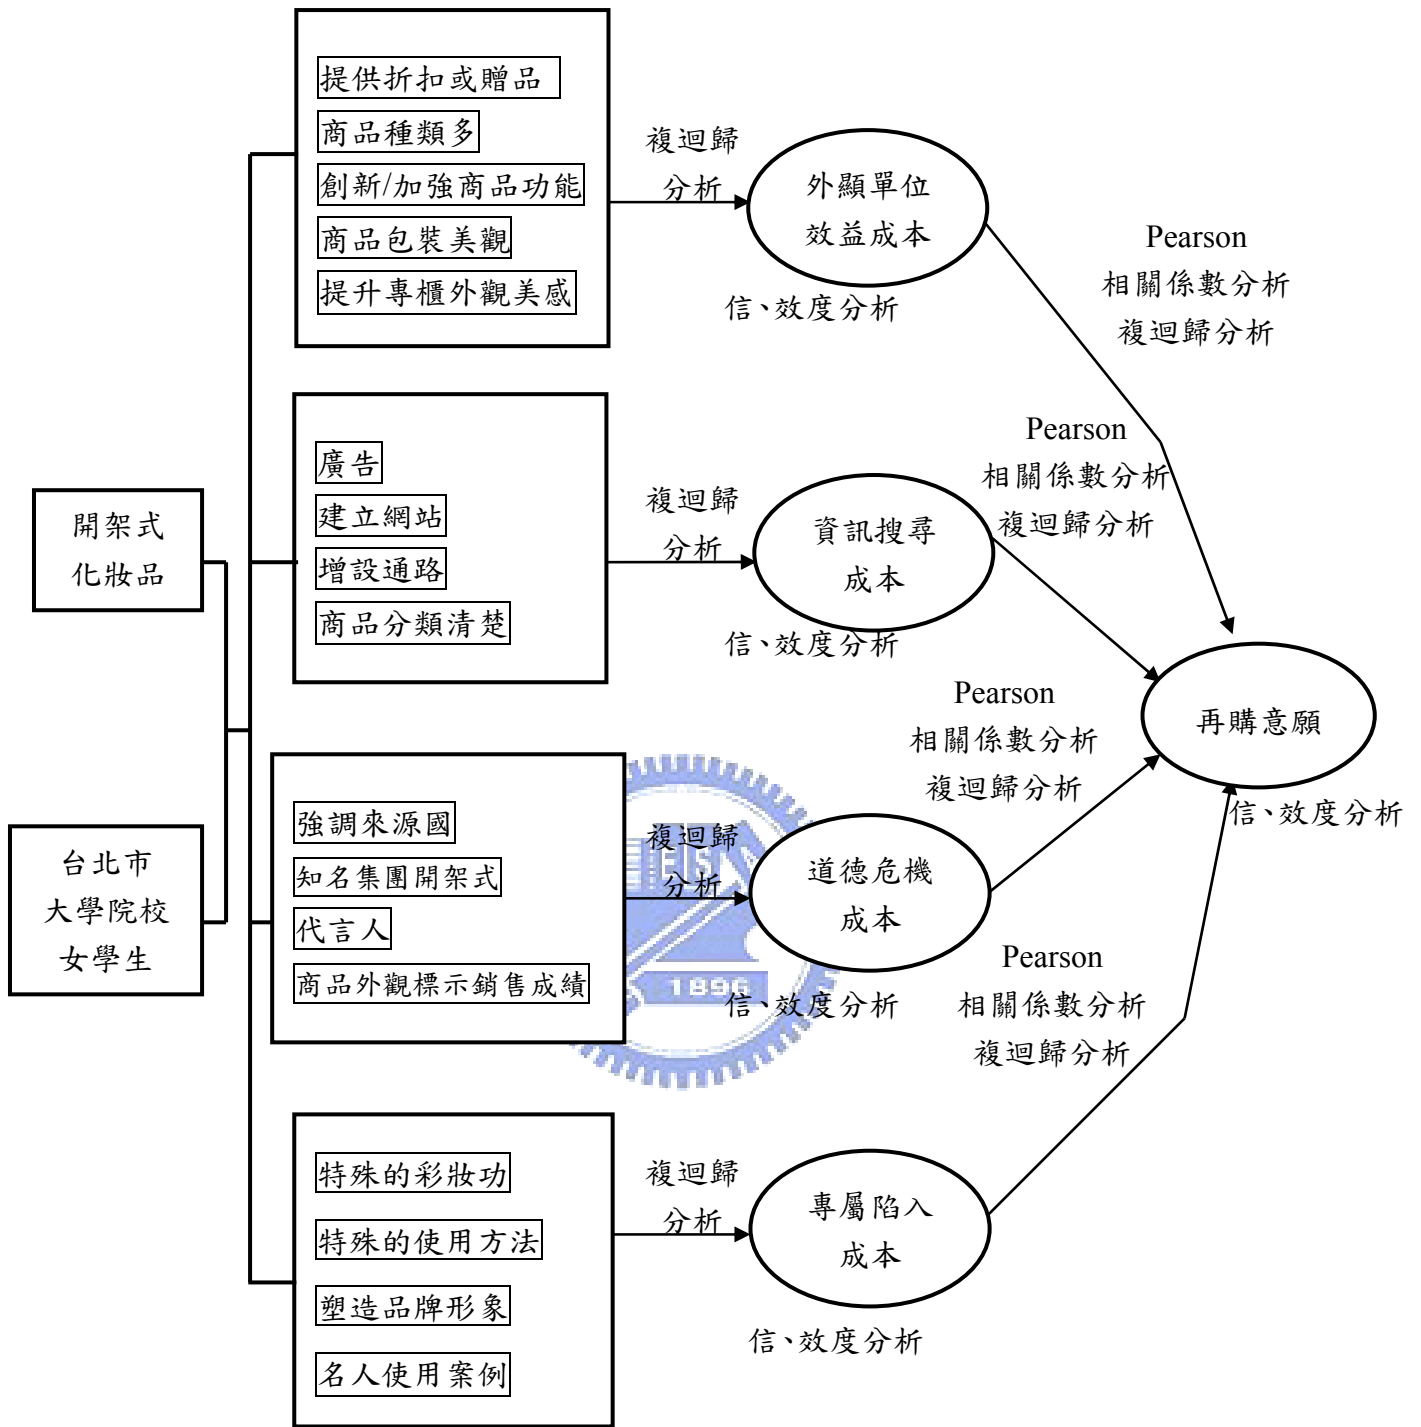 開架式
化妝品
台北市
大學院校
女學生
提供折扣或贈品
商品種類多
創新/加強商品功能
商品包裝美觀
提升專櫃外觀美感
複迴歸
分析
外顯單位
效益成本
信、效度分析
Pearson
相關係數分析
複迴歸分析
廣告
建立網站
增設通路
商品分類清楚
複迴歸
分析
資訊搜尋
成本
信、效度分析
Pearson
相關係數分析
複迴歸分析
強調來源國
知名集團開架式
代言人
商品外觀標示銷售成績
複迴歸
分析
道德危機
成本
信、效度分析
Pearson
相關係數分析
複迴歸分析
特殊的彩妝功
特殊的使用方法
塑造品牌形象
名人使用案例
複迴歸
分析
專屬陷入
成本
信、效度分析
Pearson
相關係數分析
複迴歸分析
再購意願
信、效度分析
1896